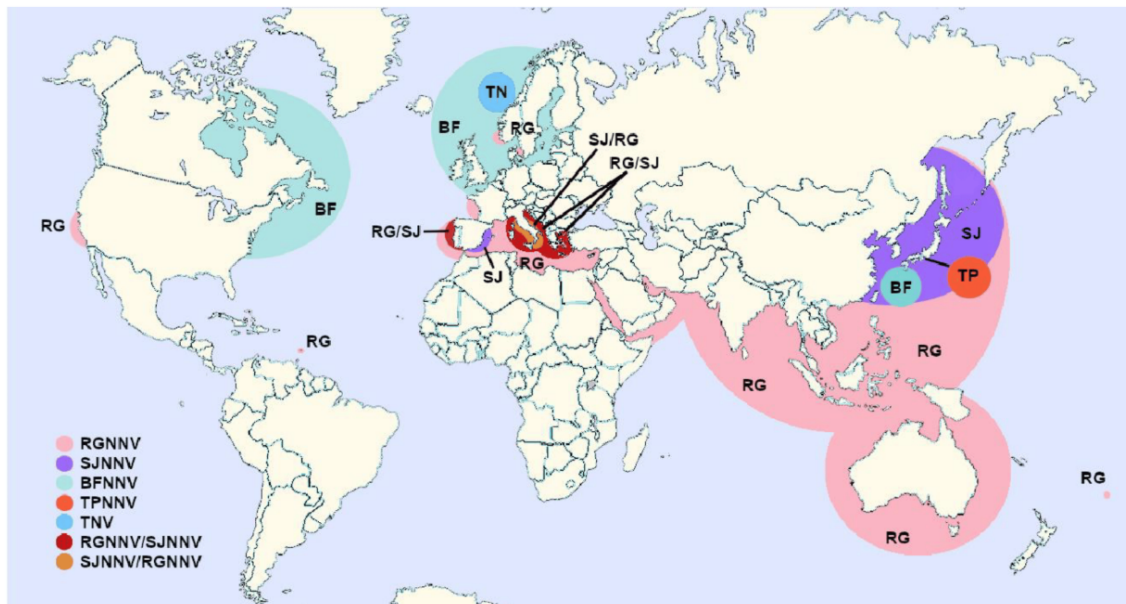 TN
BF
RG
SJ/RG
RG/SJ
BF
RG
RG/SJ
SJ
RG
SJ
BF
TP
RG
RG
RG
RG
RG
RGNNV
SJNNV
BFNNV
TPNNV
TNV
RGNNV/SJNNV
SJNNV/RGNNV